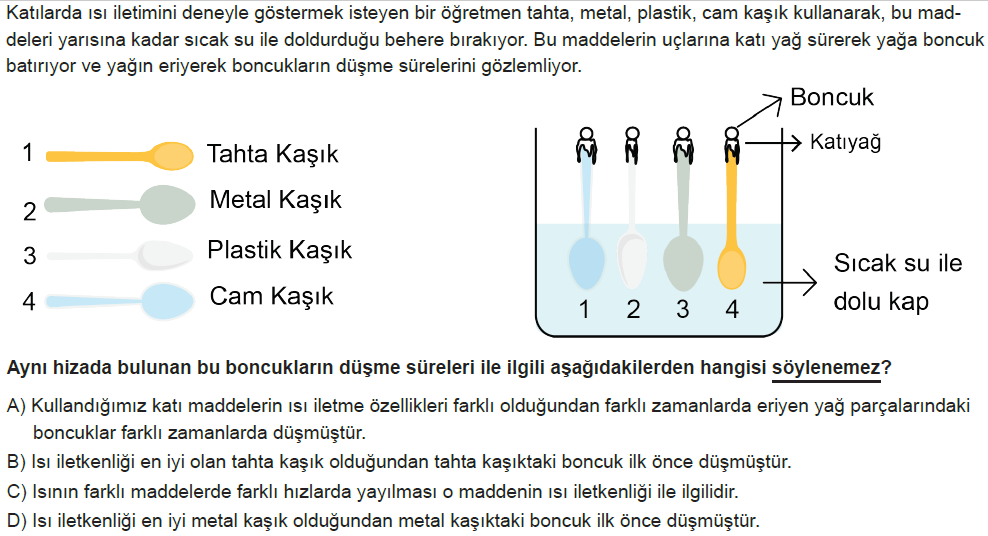 Katılarda ısı iletimini deneyle göstermek isteyen bir öğretmen tahta, metal, plastik, cam kaşık kullanarak, bu mad-
deleri yarısına kadar sıcak su ile doldurduğu behere bırakıyor. Bu maddelerin uçlarına katı yağ sürerek yağa boncuk
batırıyor ve yağın eriyerek boncukların düşme sürelerini gözlemliyor.
1 Tahta Kaşık
2 Metal Kaşık
3 Plastik Kaşık
4 Cam Kaşık
Boncuk
Katıyağ
Sıcak su ile
dolu kap
1 2 3 4
Aynı hizada bulunan bu boncukların düşme süreleri ile ilgili aşağıdakilerden hangisi söylenemez?
A) Kullandığımız katı maddelerin ısı iletme özellikleri farklı olduğundan farklı zamanlarda eriyen yağ parçalarındaki
boncuklar farklı zamanlarda düşmüştür.
B) Isı iletkenliği en iyi olan tahta kaşık olduğundan tahta kaşıktaki boncuk ilk önce düşmüştür.
C) Isının farklı maddelerde farklı hızlarda yayılması o maddenin ısı iletkenliği ile ilgilidir.
D) Isı iletkenliği en iyi metal kaşık olduğundan metal kaşıktaki boncuk ilk önce düşmüştür.